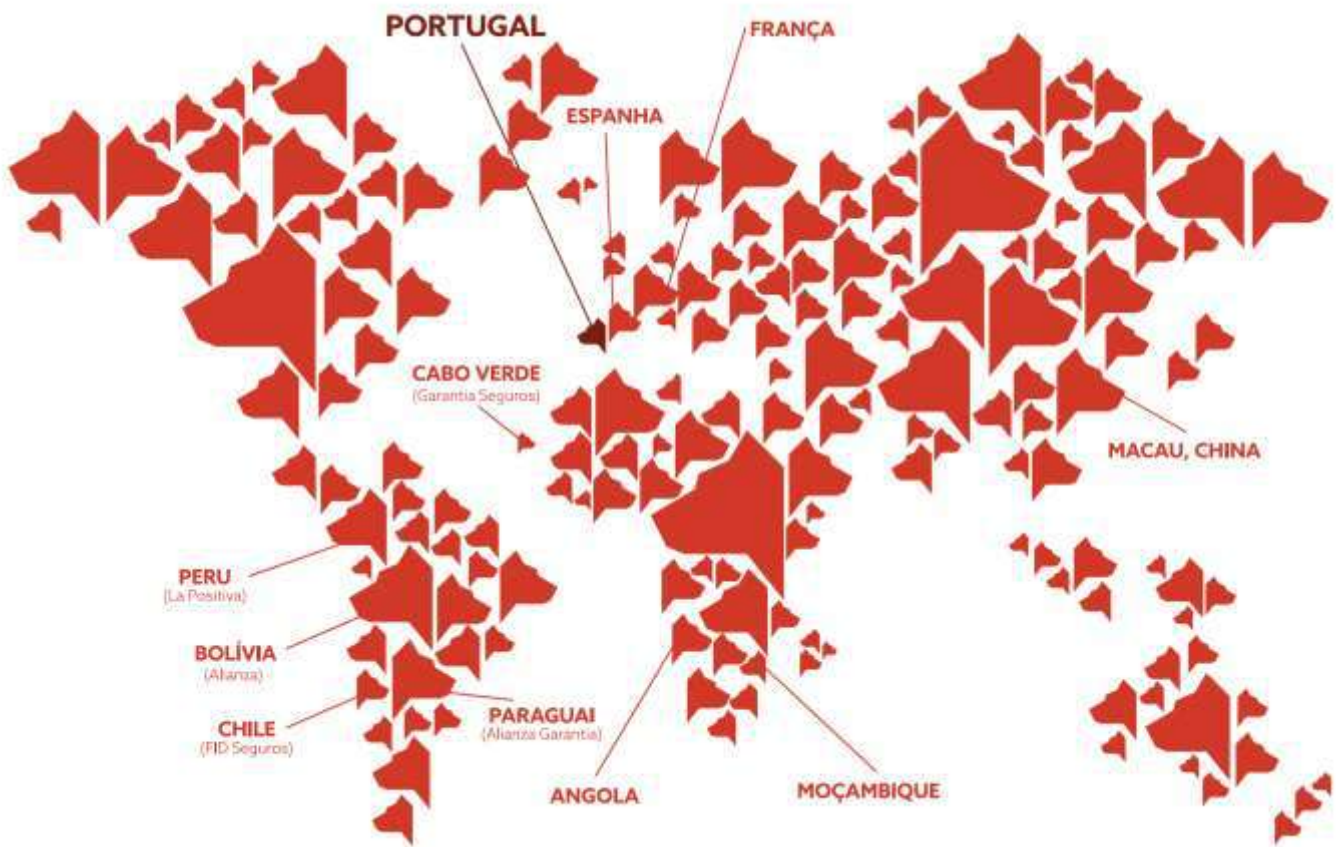 PORTUGAL
FRANÇA
ESPANHA
CABO VERDE
(Garantia Seguros)
MACAU, CHINA
PERU
(La Positiva)
BOLÍVIA
(Alianza)
CHILE
(FID Seguros)
PARAGUAI
(Alianza Garantia)
ANGOLA
MOÇAMBIQUE